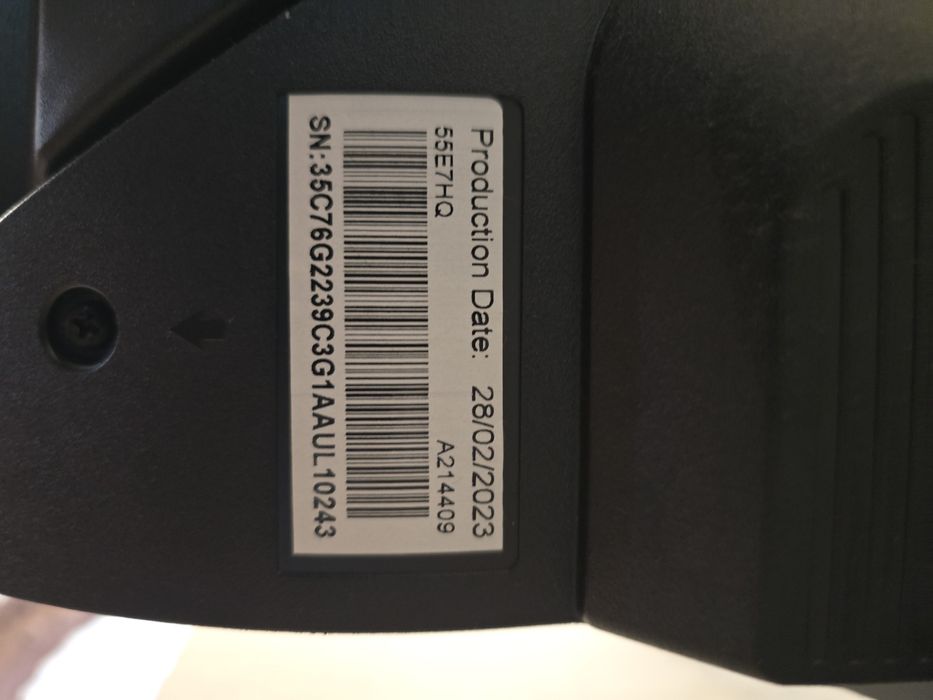 Production Date: 28/02/2023
55E7HQ A214409
SN:35C76G2239C3G1AAUL10243